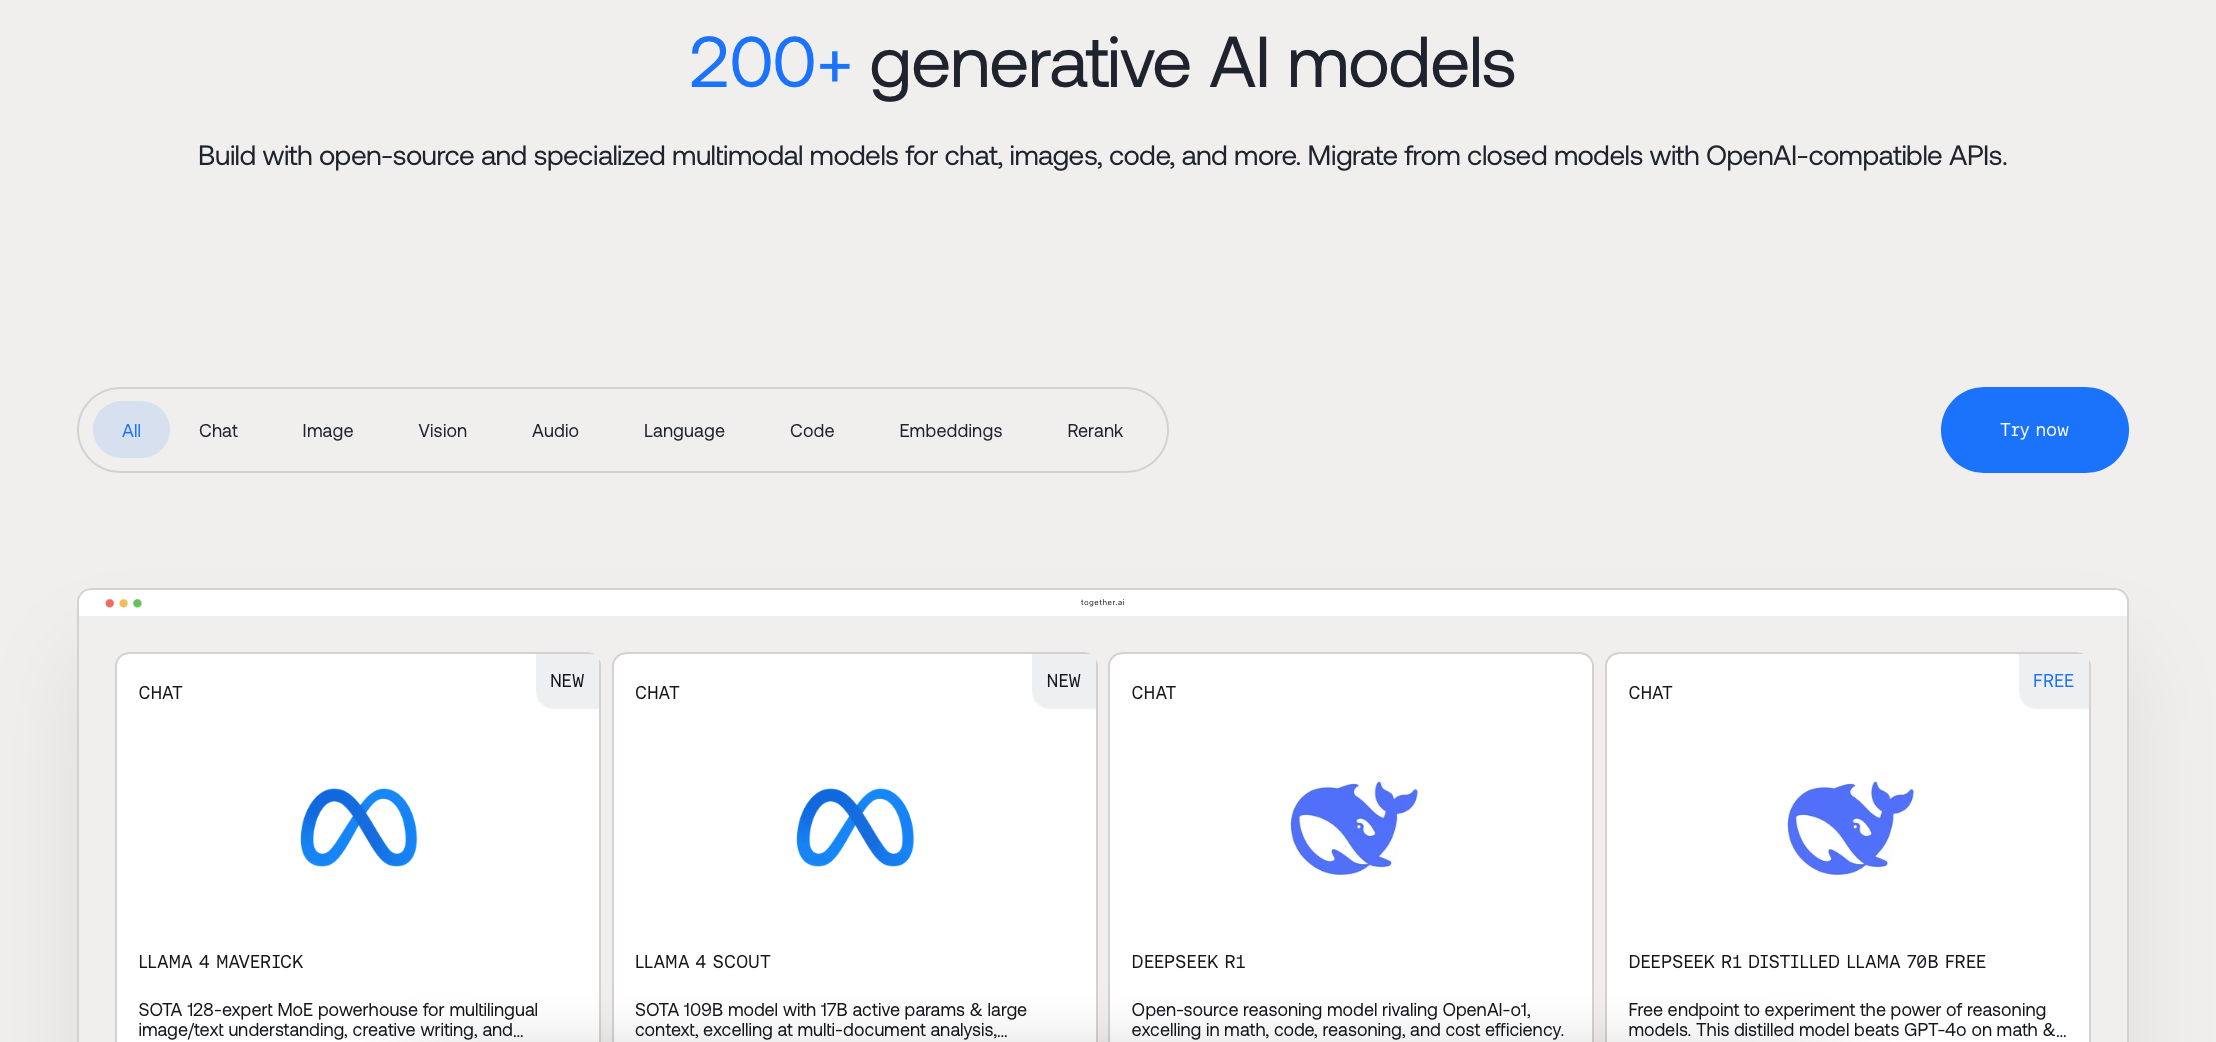 200+ generative AI models
Build with open-source and specialized multimodal models for chat, images, code, and more. Migrate from closed models with OpenAI-compatible APIs.
All Chat Image Vision Audio Language Code Embeddings Rerank
Try now
together.ai
CHAT
NEW
LLAMA 4 MAVERICK
SOTA 128-expert MoE powerhouse for multilingual
image/text understanding, creative writing, and...
CHAT
NEW
LLAMA 4 SCOUT
SOTA 109B model with 17B active params & large
context, excelling at multi-document analysis,...
CHAT
DEEPSEEK R1
Open-source reasoning model rivaling OpenAI-o1,
excelling in math, code, reasoning, and cost efficiency.
CHAT
FREE
DEEPSEEK R1 DISTILLED LLAMA 70B FREE
Free endpoint to experiment the power of reasoning
models. This distilled model beats GPT-4o on math &...